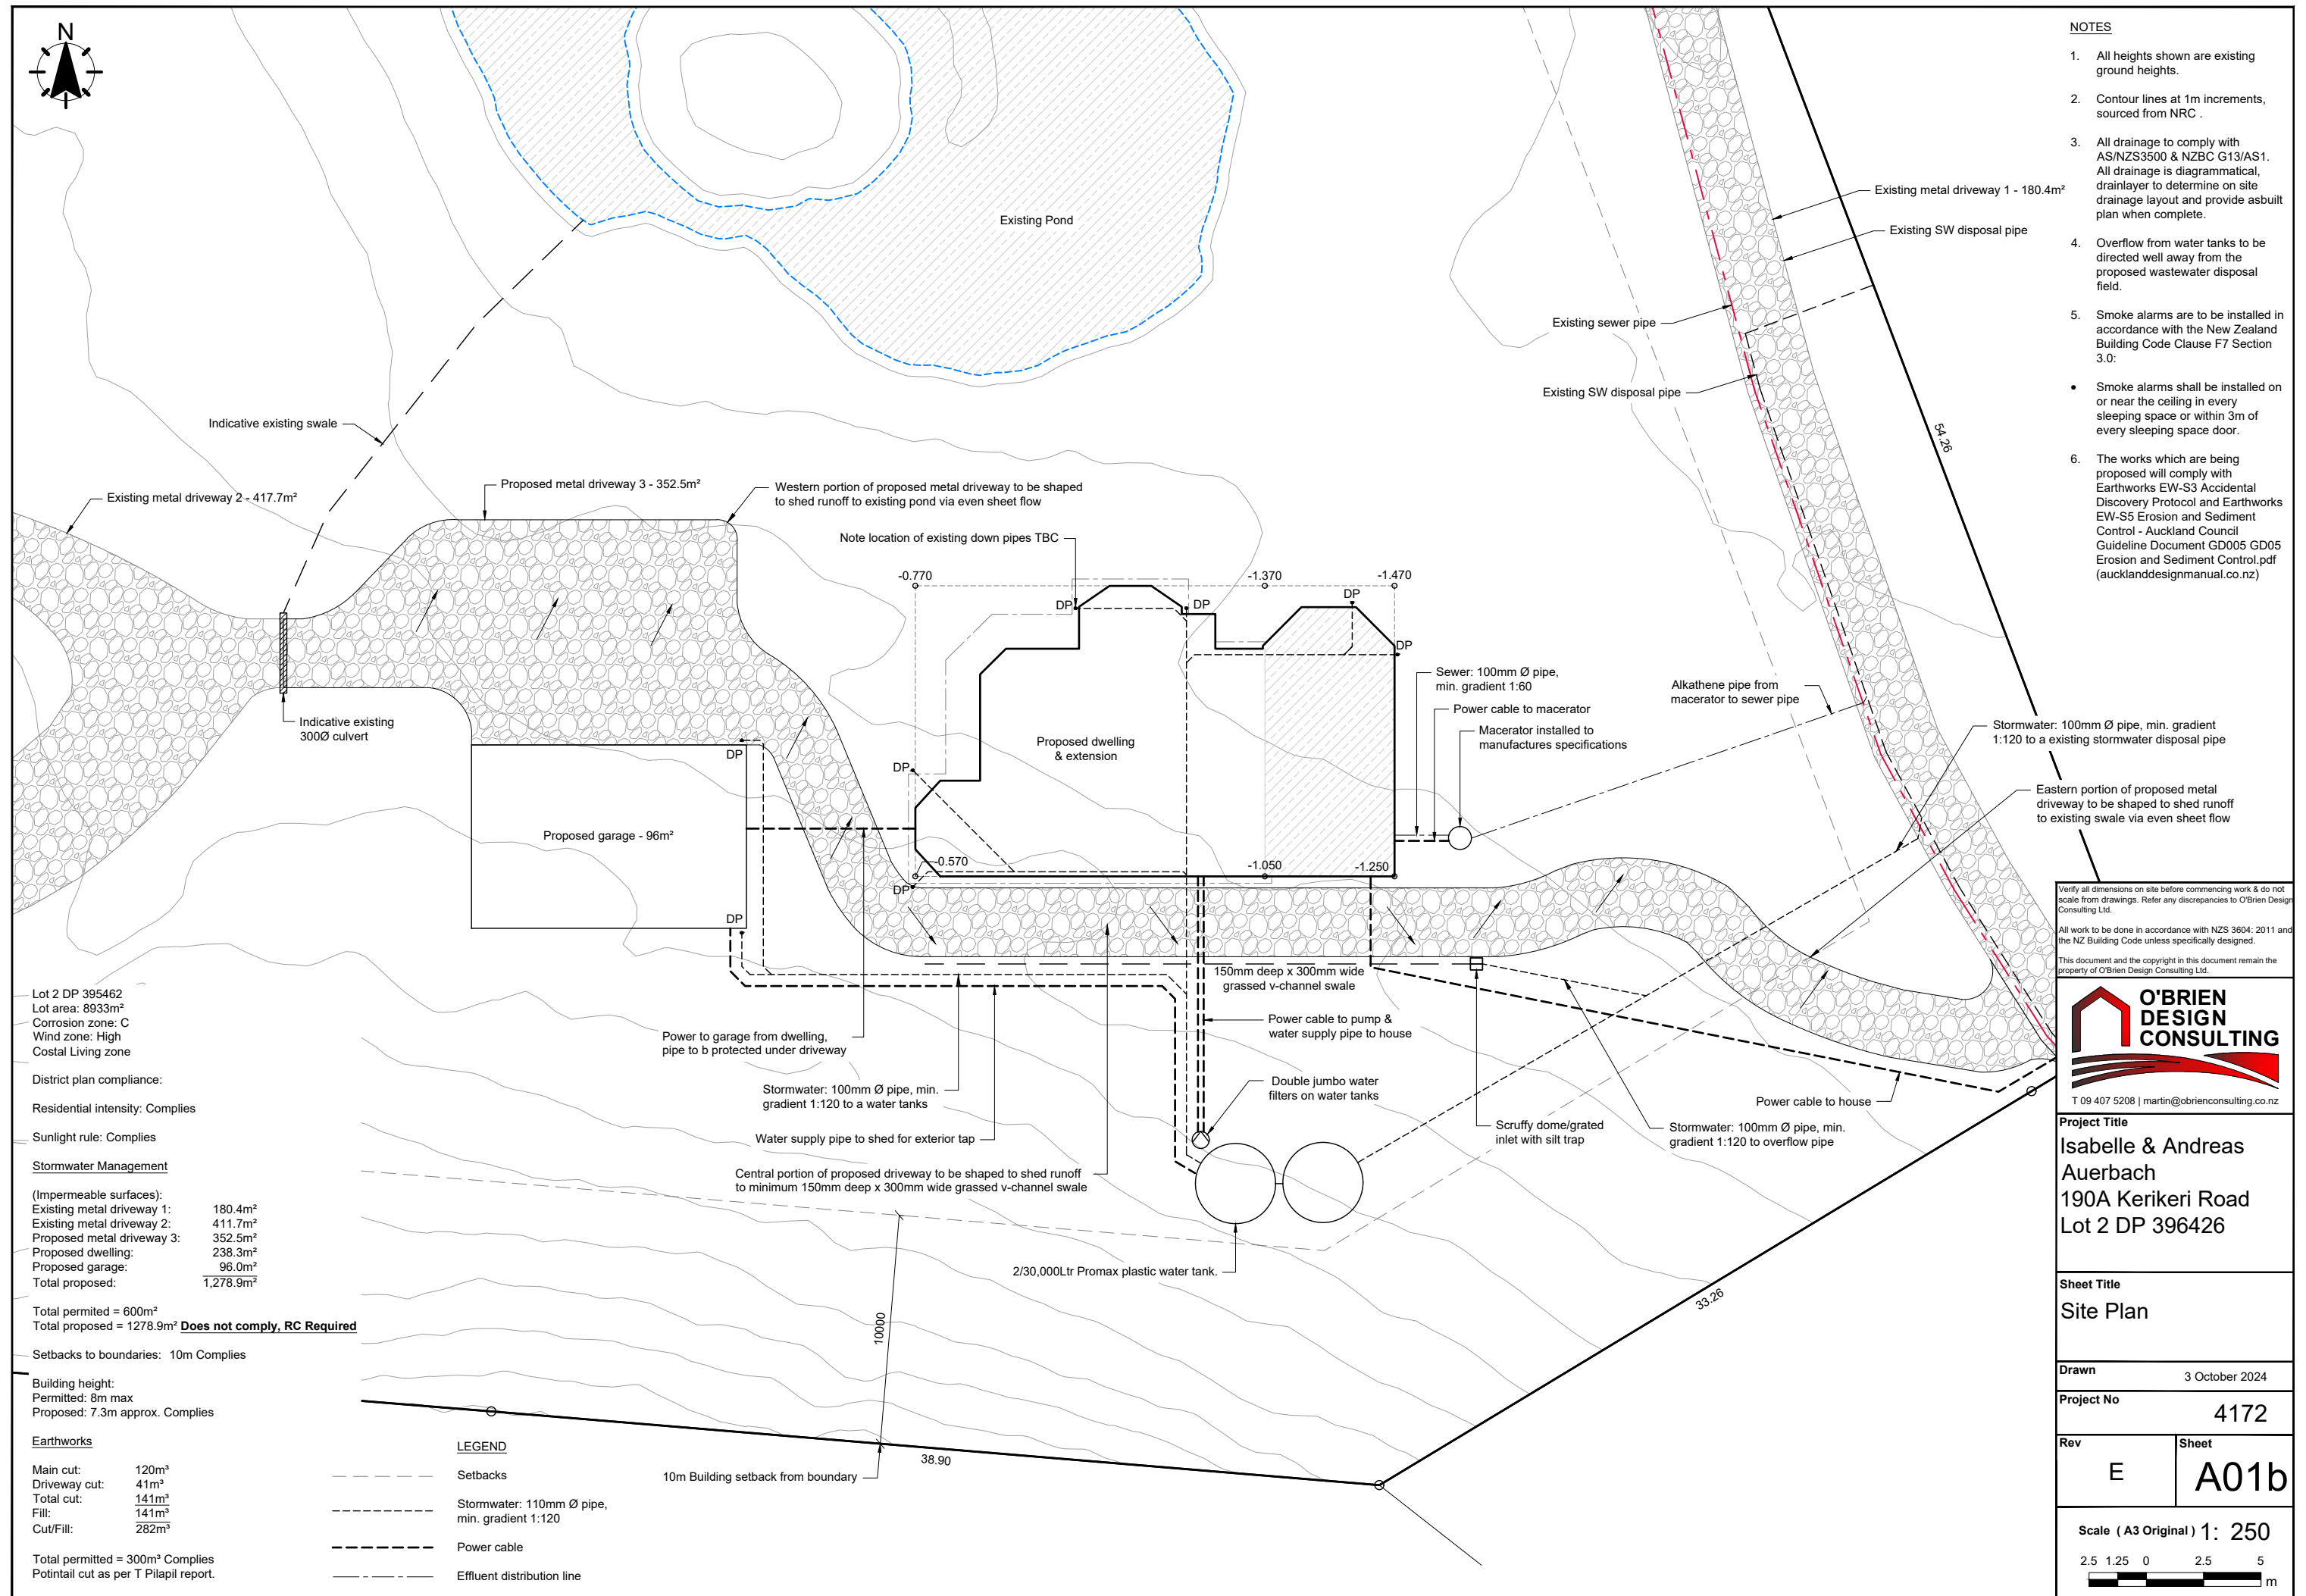 N
NOTES
1. All heights shown are existing
ground heights.
2. Contour lines at 1m increments,
sourced from NRC .
3. All drainage to comply with
AS/NZS3500 & NZBC G13/AS1.
All drainage is diagrammatical,
drainlayer to determine on site
drainage layout and provide asbuilt
plan when complete.
4. Overflow from water tanks to be
directed well away from the
proposed wastewater disposal
field.
5. Smoke alarms are to be installed in
accordance with the New Zealand
Building Code Clause F7 Section
3.0:
• Smoke alarms shall be installed on
or near the ceiling in every
sleeping space or within 3m of
every sleeping space door.
6. The works which are being
proposed will comply with
Earthworks EW-S3 Accidental
Discovery Protocol and Earthworks
EW-S5 Erosion and Sediment
Control - Auckland Council
Guideline Document GD005 GD05
Erosion and Sediment Control.pdf
(aucklanddesignmanual.co.nz)
Existing Pond
Existing metal driveway 1 - 180.4m²
Existing SW disposal pipe
Existing sewer pipe
Existing SW disposal pipe
54.26
Indicative existing swale
Existing metal driveway 2 - 417.7m²
Proposed metal driveway 3 - 352.5m²
Western portion of proposed metal driveway to be shaped
to shed runoff to existing pond via even sheet flow
Note location of existing down pipes TBC
-0.770
-1.370
-1.470
DP
DP
DP
DP
Sewer: 100mm Ø pipe,
min. gradient 1:60
Power cable to macerator
Macerator installed to
manufactures specifications
Alkathene pipe from
macerator to sewer pipe
Stormwater: 100mm Ø pipe, min. gradient
1:120 to a existing stormwater disposal pipe
Eastern portion of proposed metal
driveway to be shaped to shed runoff
to existing swale via even sheet flow
Indicative existing
300Ø culvert
Proposed dwelling
& extension
DP
DP
Proposed garage - 96m²
-0.570
-1.050
-1.250
DP
DP
150mm deep x 300mm wide
grassed v-channel swale
Power cable to pump &
water supply pipe to house
Power to garage from dwelling,
pipe to b protected under driveway
Stormwater: 100mm Ø pipe, min.
gradient 1:120 to a water tanks
Double jumbo water
filters on water tanks
Power cable to house
Water supply pipe to shed for exterior tap
Scruffy dome/grated
inlet with silt trap
Stormwater: 100mm Ø pipe, min.
gradient 1:120 to overflow pipe
Central portion of proposed driveway to be shaped to shed runoff
to minimum 150mm deep x 300mm wide grassed v-channel swale
2/30,000Ltr Promax plastic water tank.
33.26
10000
38.90
10m Building setback from boundary
Lot 2 DP 395462
Lot area: 8933m²
Corrosion zone: C
Wind zone: High
Costal Living zone
District plan compliance:
Residential intensity: Complies
Sunlight rule: Complies
Stormwater Management
(Impermeable surfaces):
Existing metal driveway 1: 180.4m²
Existing metal driveway 2: 411.7m²
Proposed metal driveway 3: 352.5m²
Proposed dwelling: 238.3m²
Proposed garage: 96.0m²
Total proposed: 1,278.9m²
Total permited = 600m²
Total proposed = 1278.9m² Does not comply, RC Required
Setbacks to boundaries: 10m Complies
Building height:
Permitted: 8m max
Proposed: 7.3m approx. Complies
Earthworks
Main cut: 120m³
Driveway cut: 41m³
Total cut: 141m³
Fill: 141m³
Cut/Fill: 282m³
Total permitted = 300m³ Complies
Potintail cut as per T Pilapil report.
LEGEND
Setbacks
Stormwater: 110mm Ø pipe,
min. gradient 1:120
Power cable
Effluent distribution line
Verify all dimensions on site before commencing work & do not
scale from drawings. Refer any discrepancies to O'Brien Design
Consulting Ltd.
All work to be done in accordance with NZS 3604: 2011 and
the NZ Building Code unless specifically designed.
This document and the copyright in this document remain the
property of O'Brien Design Consulting Ltd.
O'BRIEN
DESIGN
CONSULTING
T 09 407 5208 | martin@obrienconsulting.co.nz
Project Title
Isabelle & Andreas
Auerbach
190A Kerikeri Road
Lot 2 DP 396426
Sheet Title
Site Plan
Drawn 3 October 2024
Project No 4172
Rev E
Sheet A01b
Scale ( A3 Original ) 1: 250
2.5 1.25 0 2.5 5
m